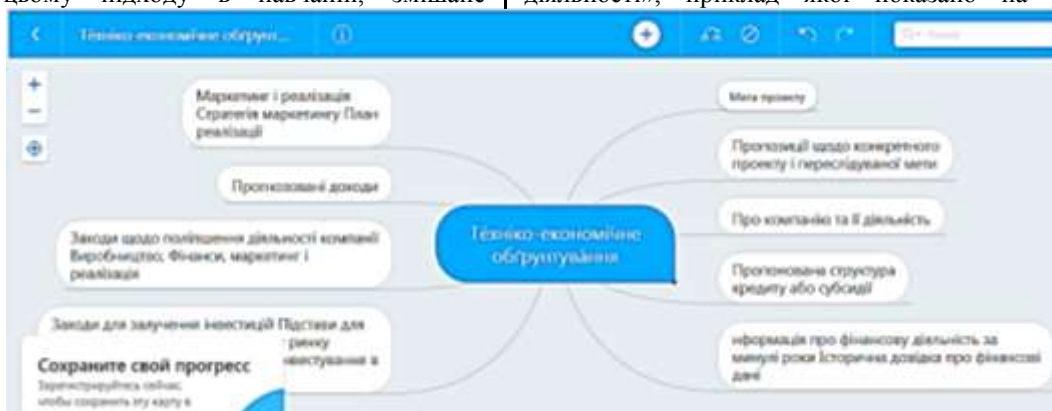 цьому підходу в навчанні, змішане
діяльності», приклад якої показано на
Техніко-економічне обґрунт...
Маркетинг і реалізація
Стратегія маркетингу План
реалізації
Прогнозовані доходи
Заходи щодо поліпшення діяльності компанії
Виробництво; Фінанси, маркетинг і
реалізація
Заходи для залучення інвестицій Підстави для
ринку
інвестування в
Сохраните свой прогресс
Зарегистрируйтесь сейчас,
чтобы сохранить эту карту в
Техніко-економічне
обґрунтування
Мета проекту
Пропозиції щодо конкретного
проекту і переслідуваної мети
Про компанію та її діяльність
Пропонована структура
кредиту або субсидії
нформація про фінансову діяльність за
минулі роки Історична довідка про фінансові
дані